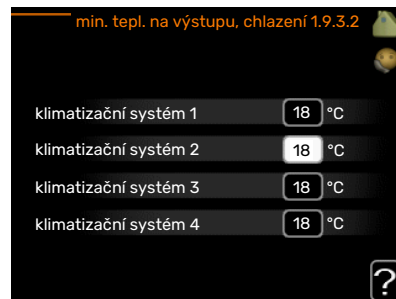 min. tepl. na výstupu, chlazení 1.9.3.2
klimatizační systém 1 18 °C
klimatizační systém 2 18 °C
klimatizační systém 3 18 °C
klimatizační systém 4 18 °C
?